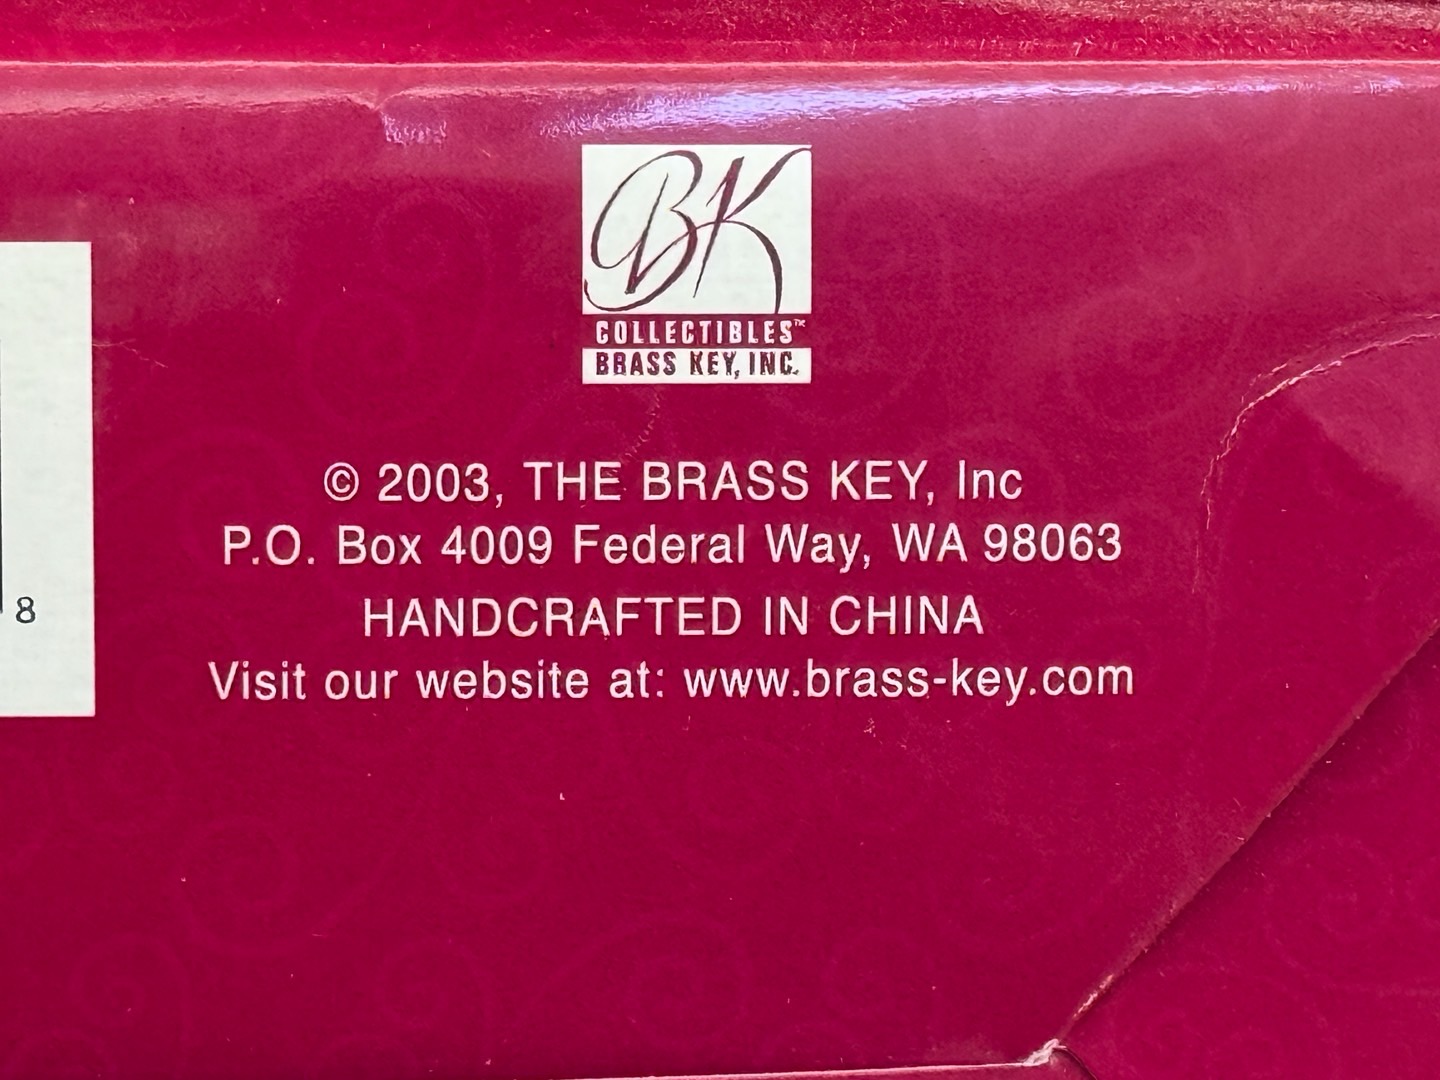 BK
COLLECTIBLES™
BRASS KEY, INC.
© 2003, THE BRASS KEY, Inc
P.O. Box 4009 Federal Way, WA 98063
HANDCRAFTED IN CHINA
Visit our website at: www.brass-key.com
8